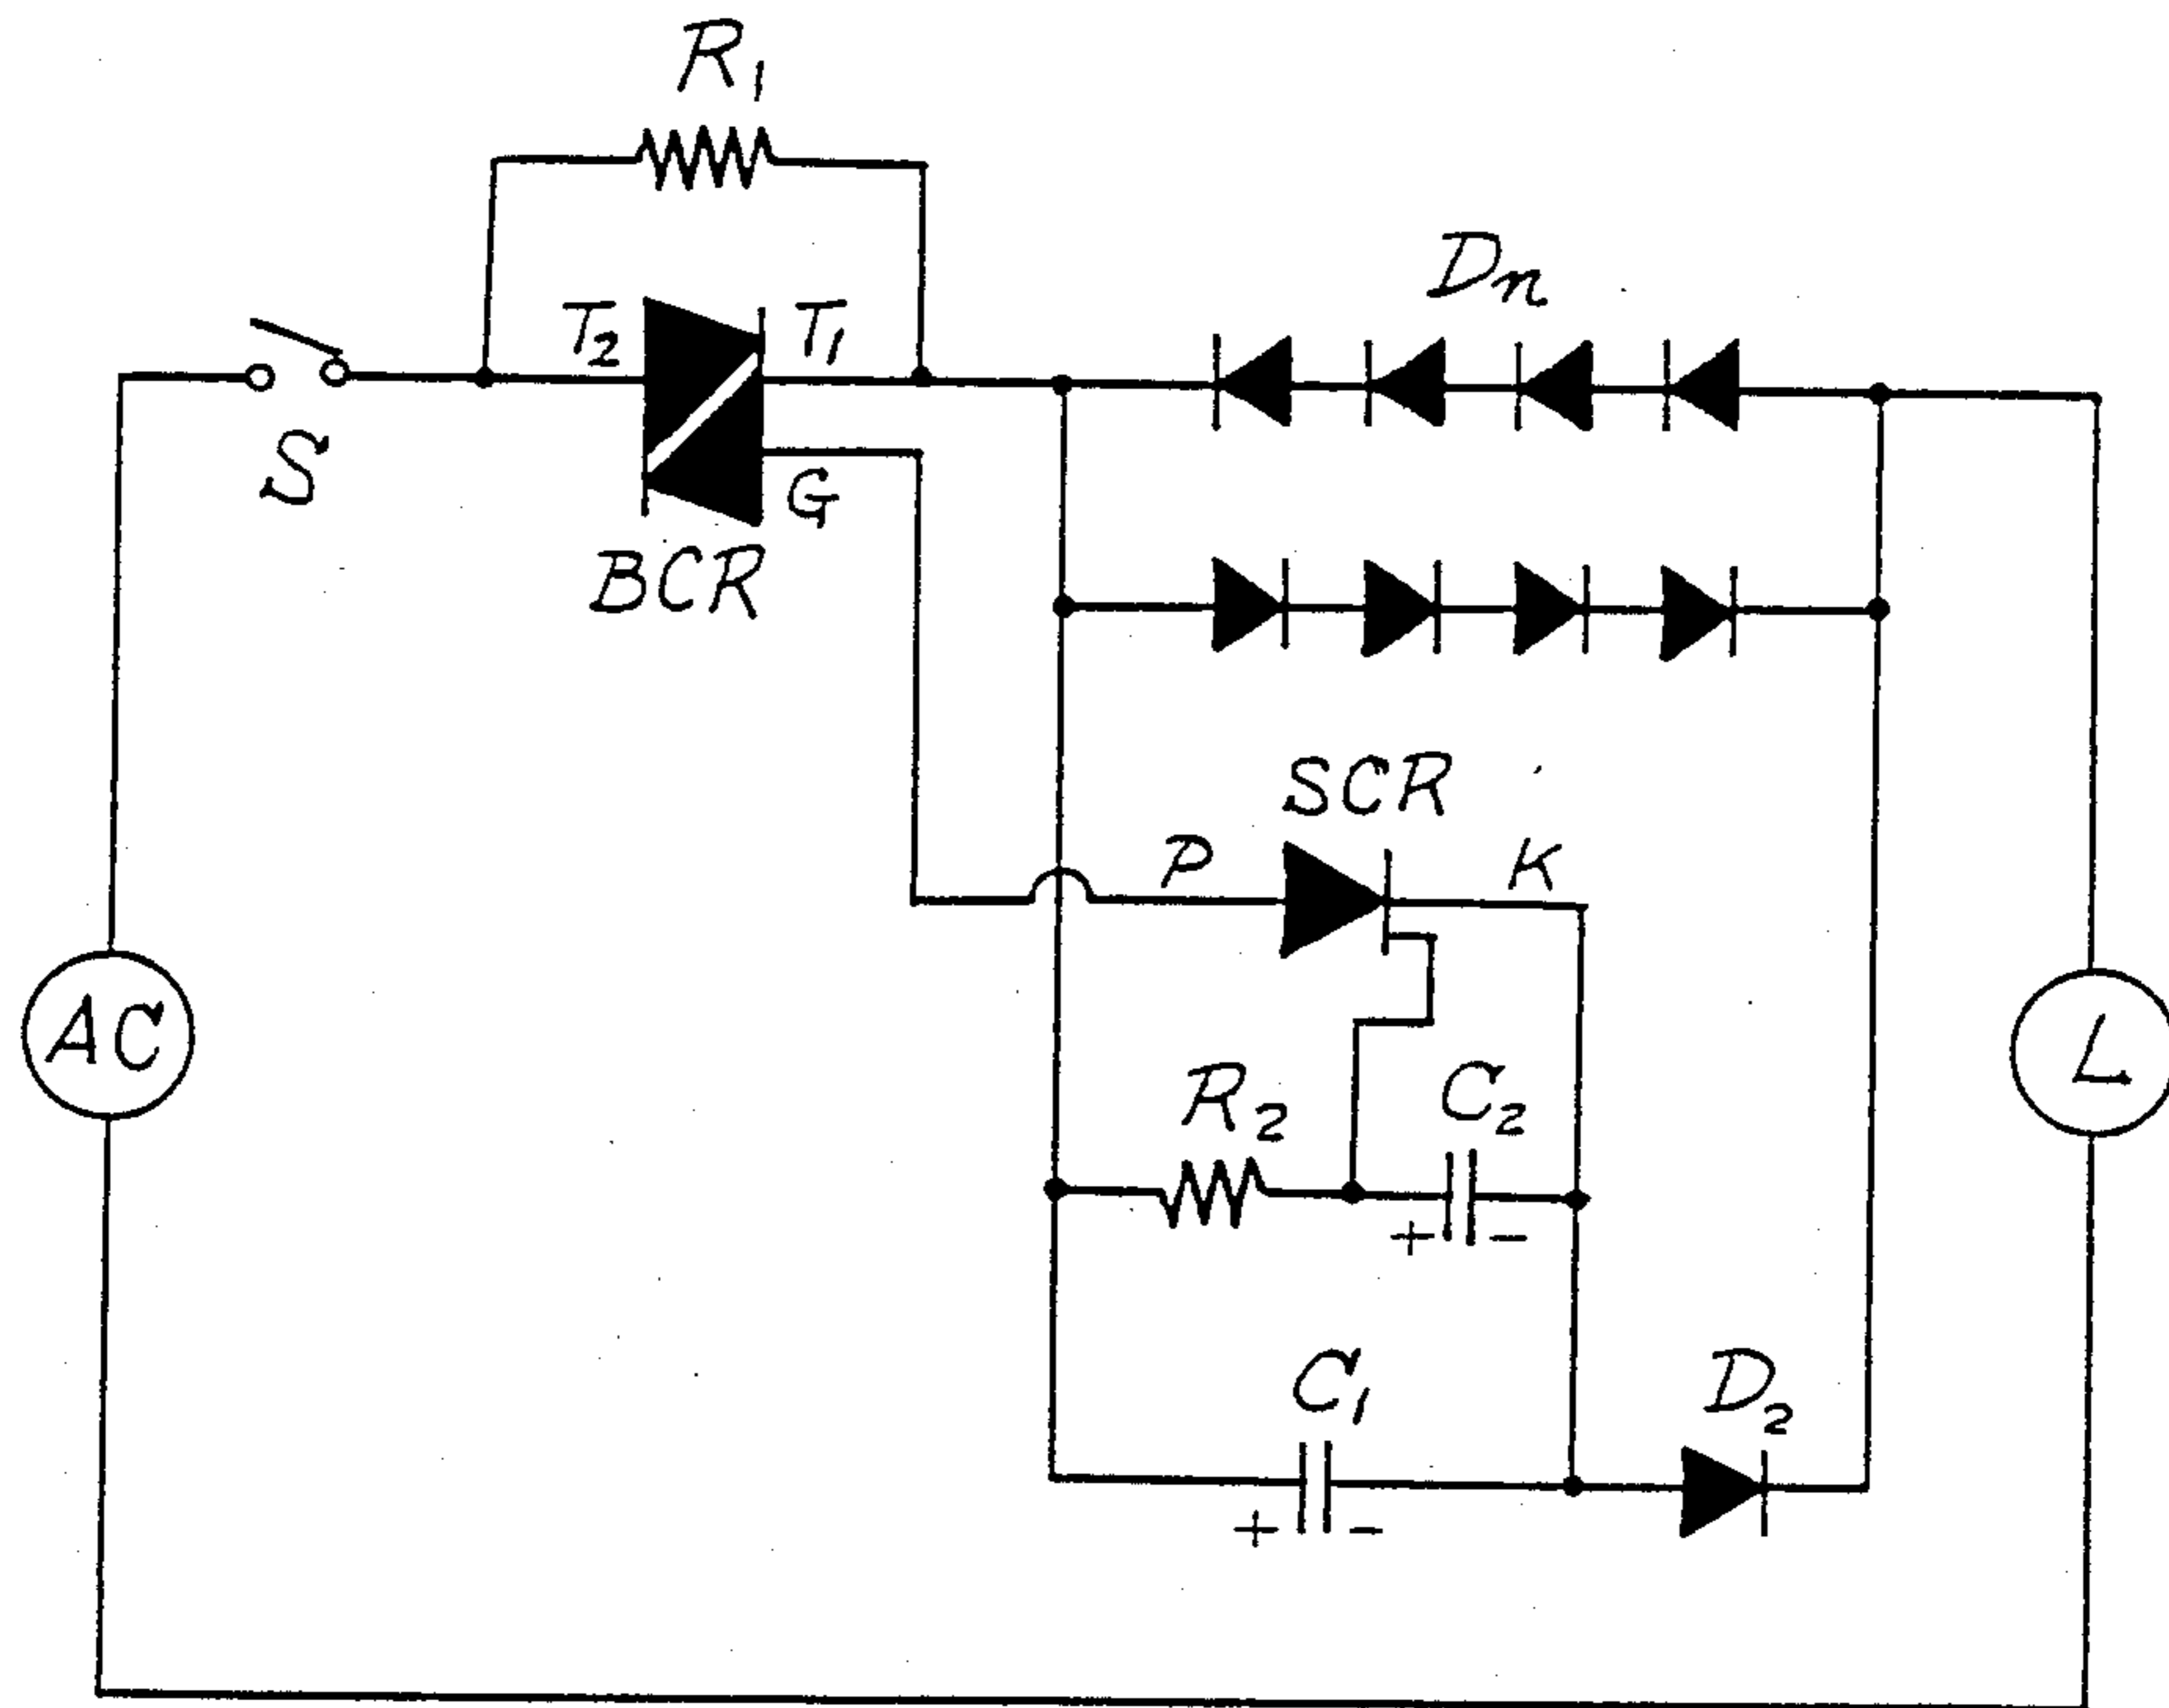 R₁
Dn
T₂
T₁
S
G
BCR
SCR
P
K
AC
L
R₂
C₂
+
-
C₁
D₂
+
-